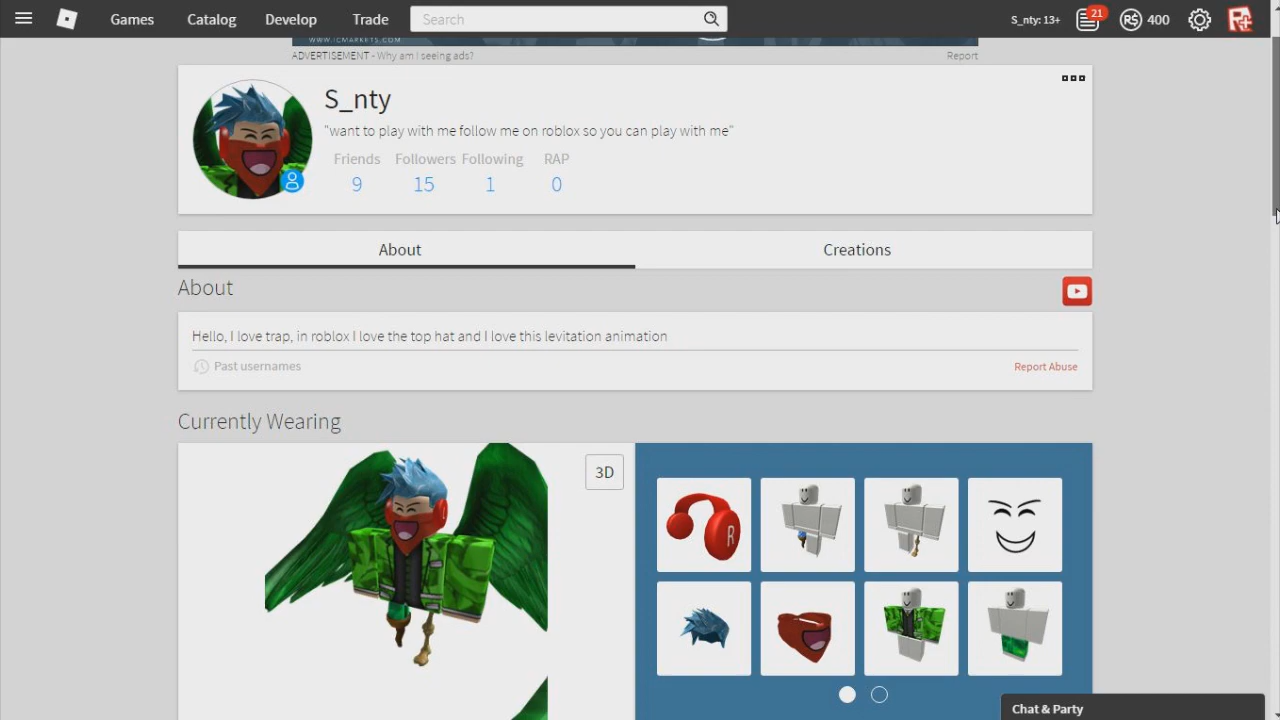 Games Catalog Develop Trade Search S_nty: 13+ 21 R$ 400
WWW.ICMARKETS.COM
ADVERTISEMENT - Why am I seeing ads? Report
S_nty
"want to play with me follow me on roblox so you can play with me"
Friends Followers Following RAP
9 15 1 0
About Creations
About
Hello, I love trap, in roblox I love the top hat and I love this levitation animation
Past usernames Report Abuse
Currently Wearing
3D
R
Chat & Party